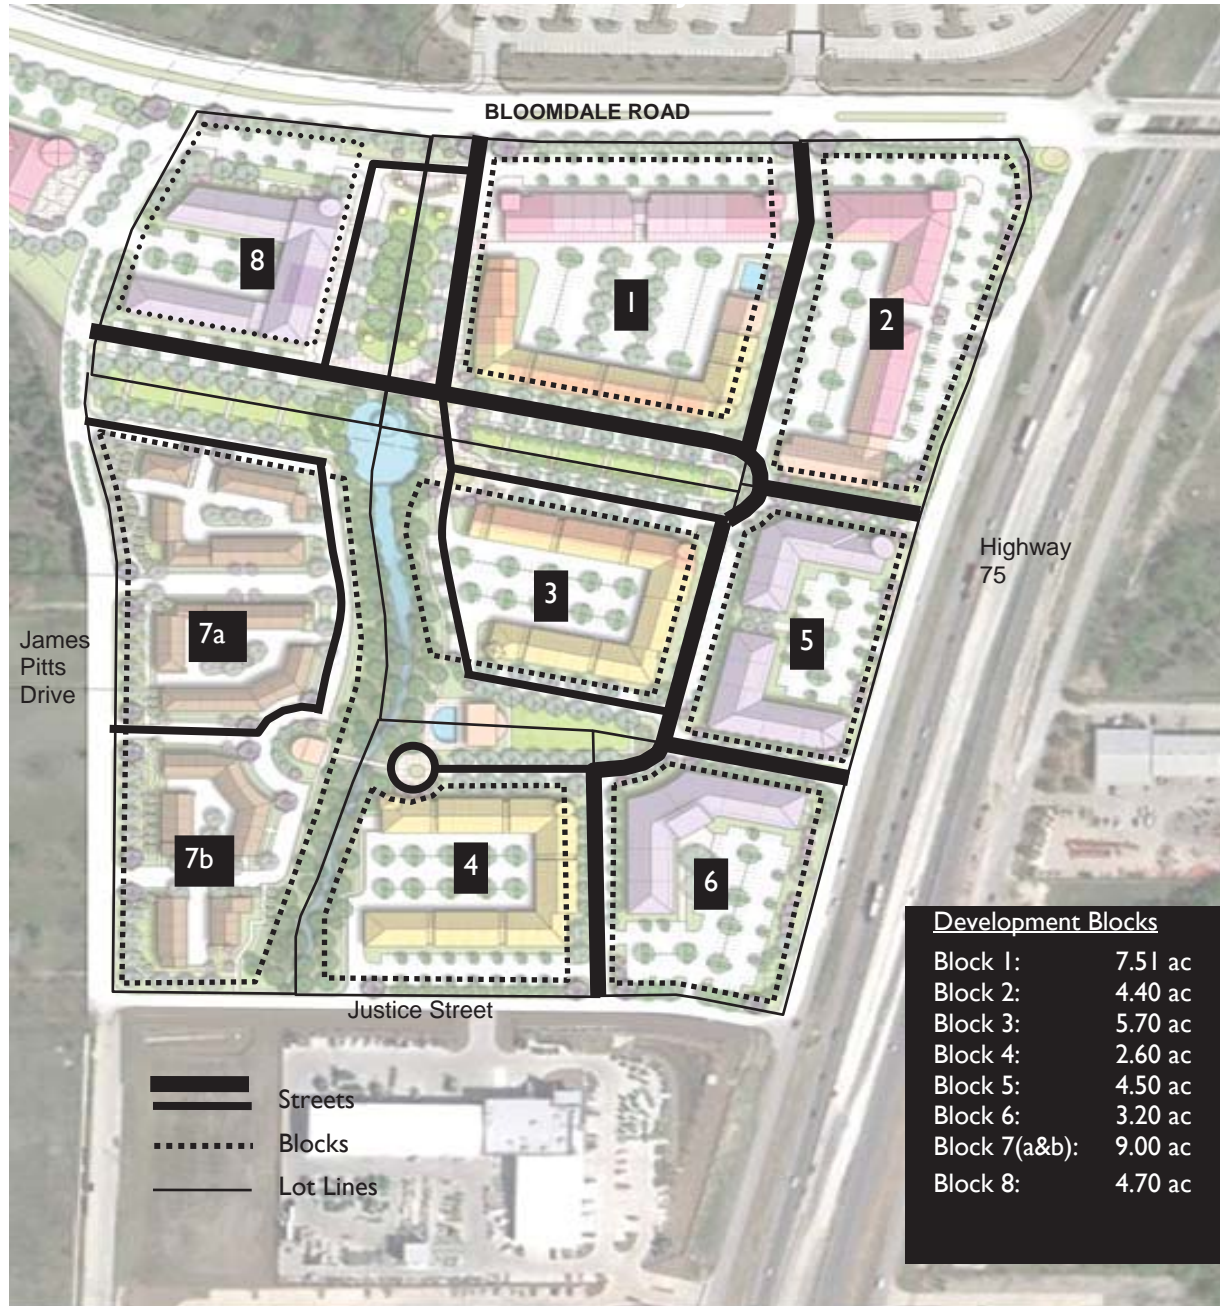 BLOOMDALE ROAD
8
1
2
Highway
75
3
7a
5
James
Pitts
Drive
7b
4
6
Justice Street
Streets
Blocks
Lot Lines
Development Blocks
Block 1: 7.51 ac
Block 2: 4.40 ac
Block 3: 5.70 ac
Block 4: 2.60 ac
Block 5: 4.50 ac
Block 6: 3.20 ac
Block 7(a&b): 9.00 ac
Block 8: 4.70 ac